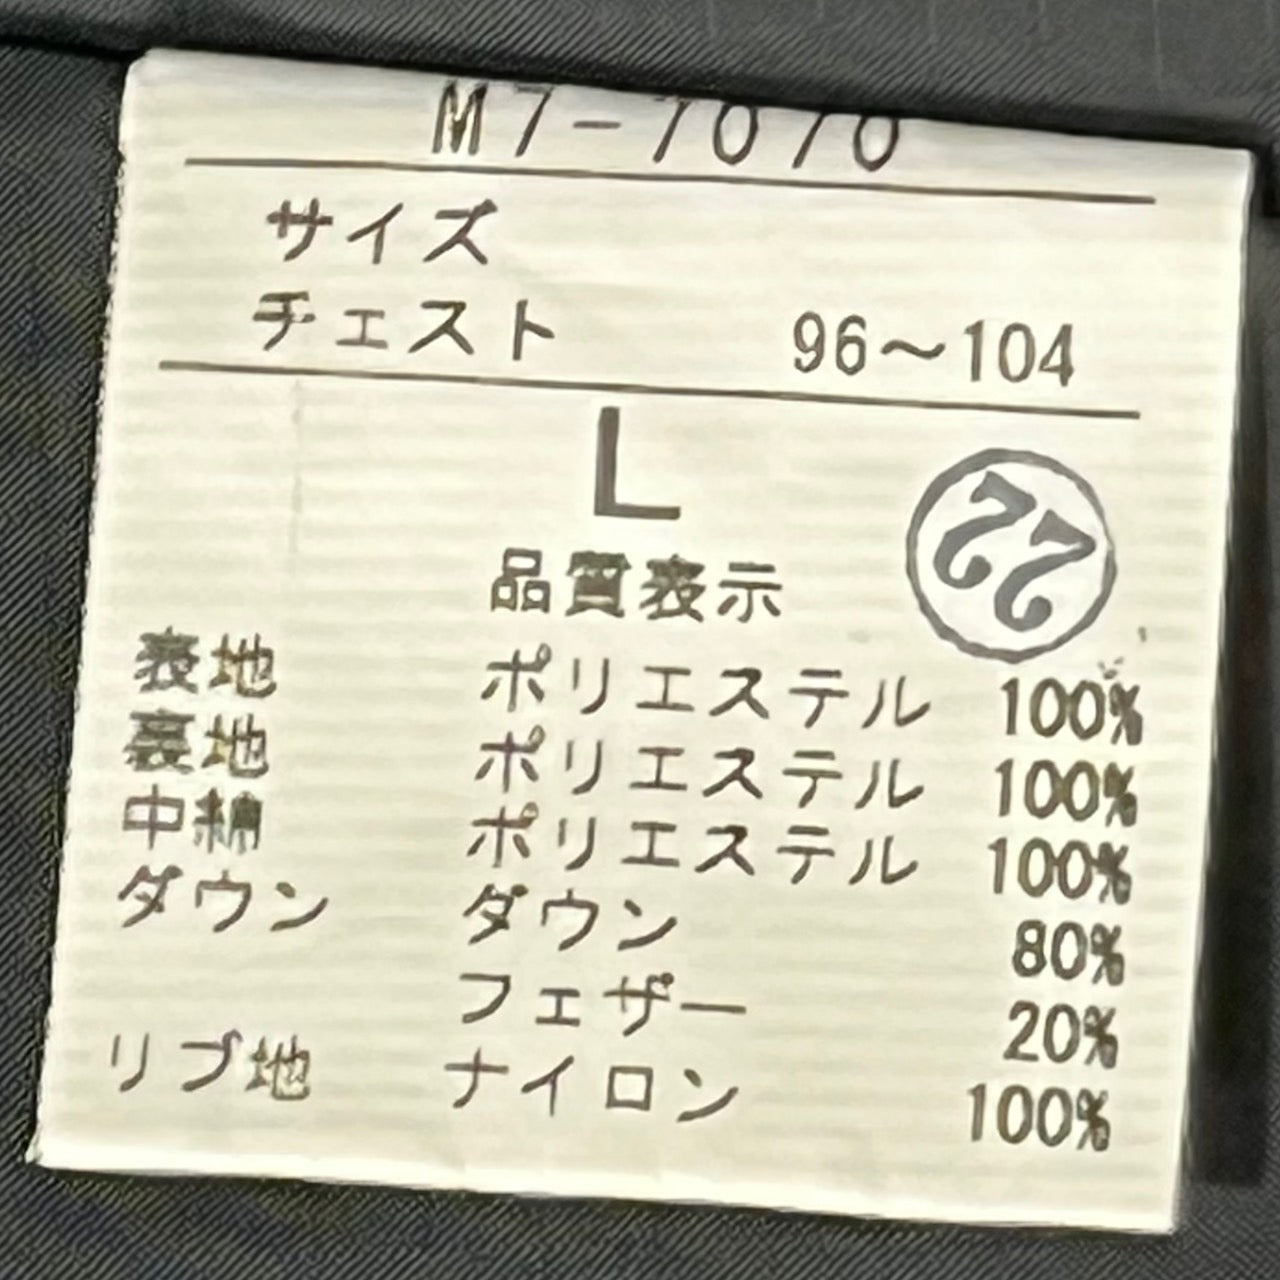 M7-7070
サイズ
チェスト 96～104
L
22
品質表示
表地 ポリエステル 100%
裏地 ポリエステル 100%
中綿 ポリエステル 100%
ダウン ダウン 80%
フェザー 20%
リブ地 ナイロン 100%